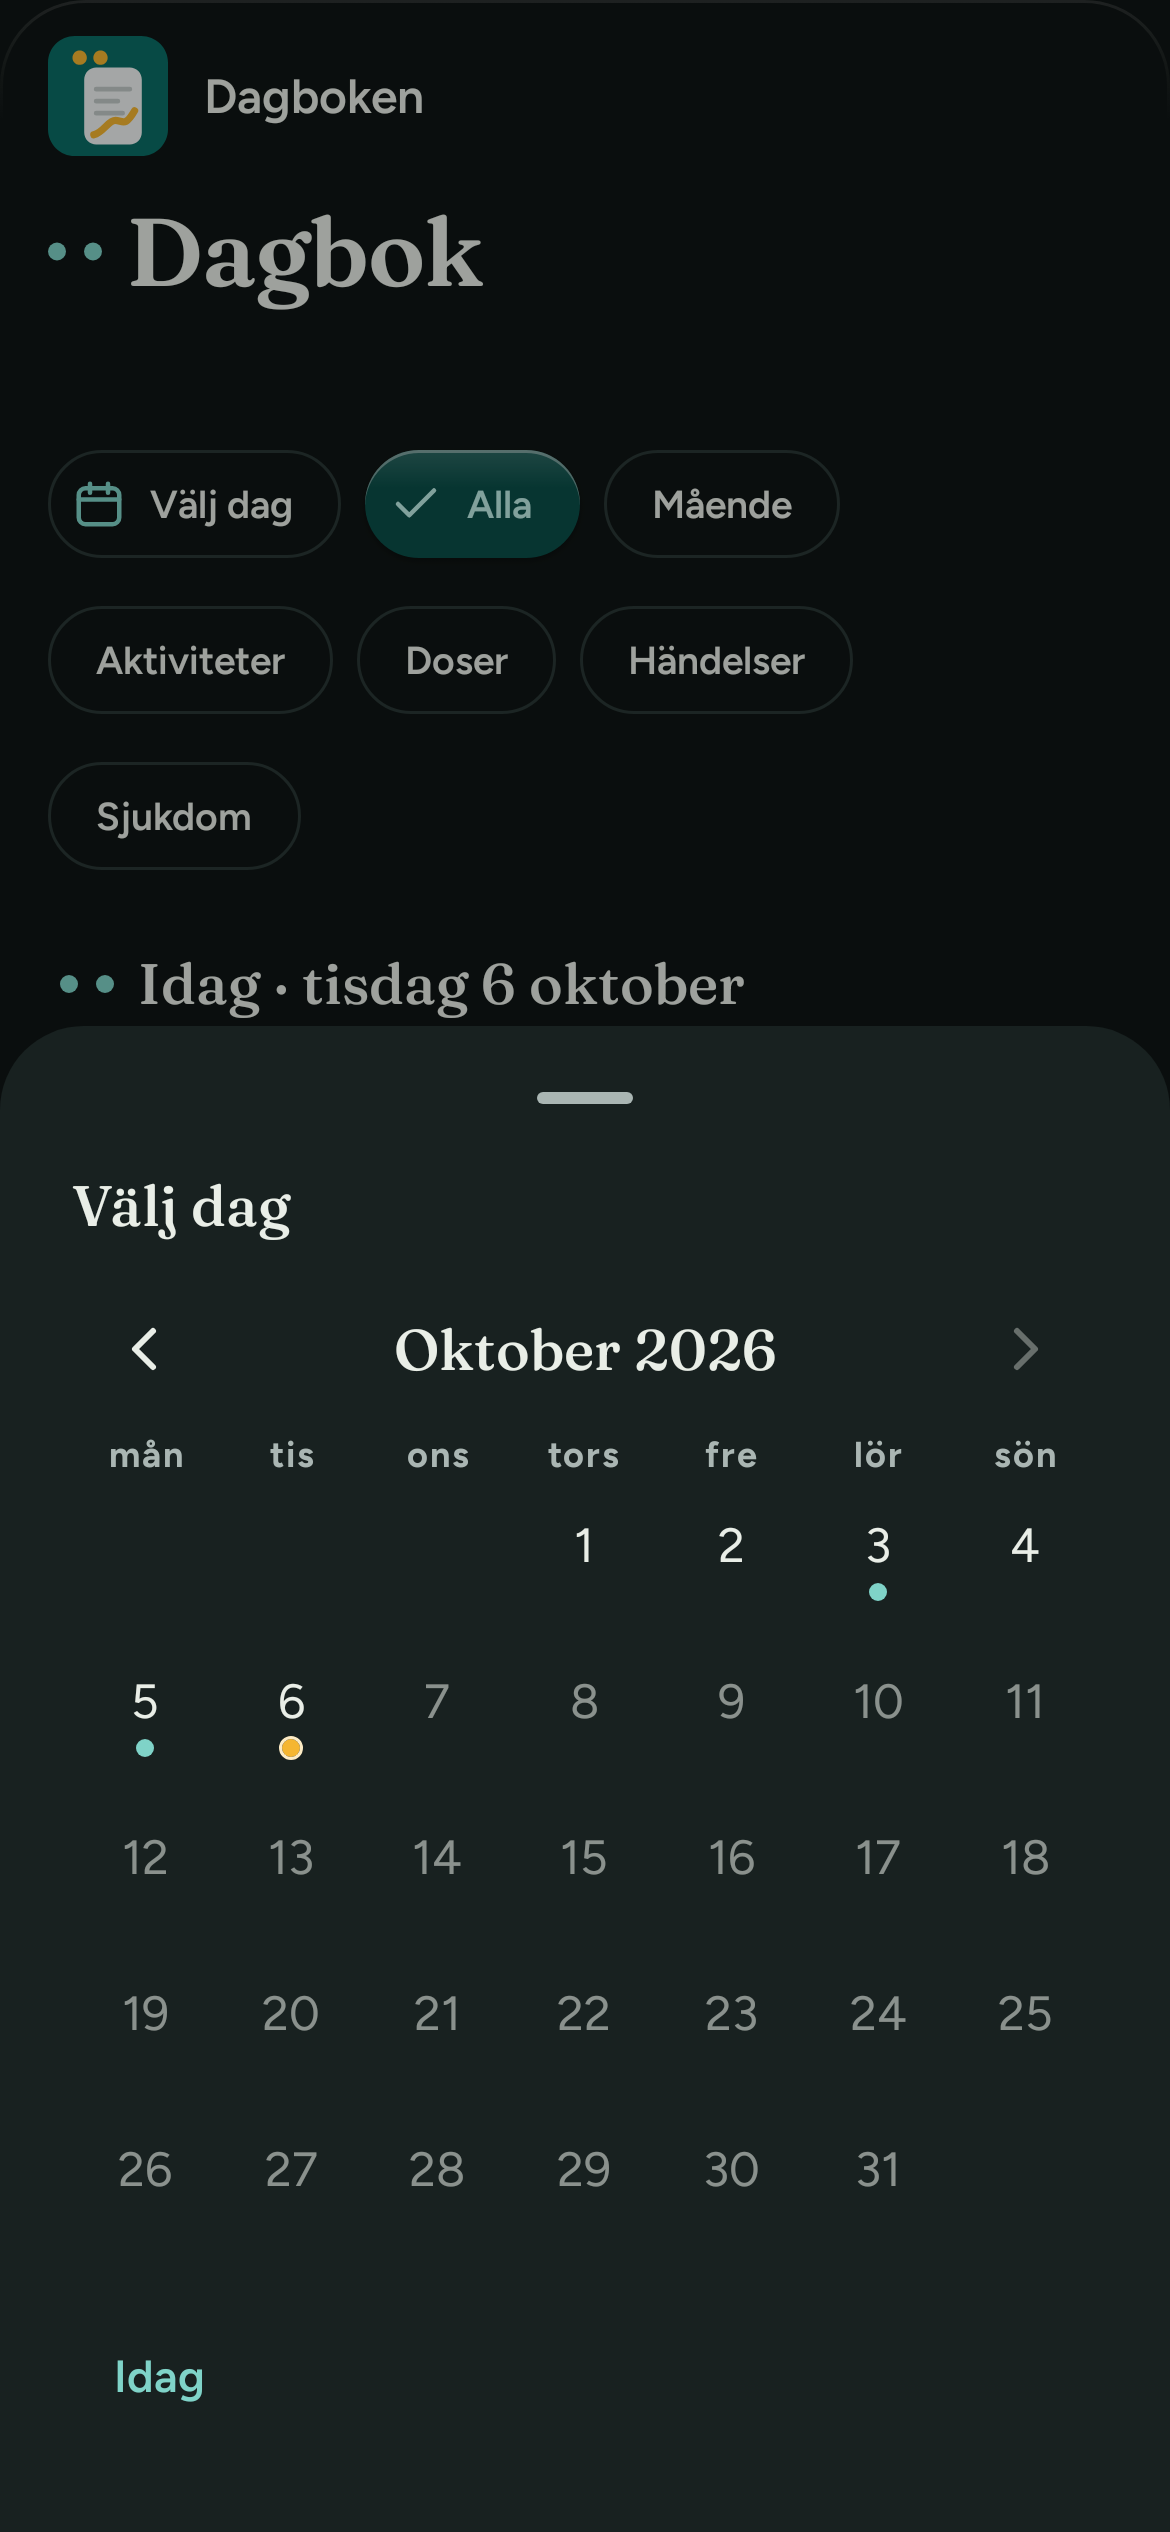 Dagboken
Dagbok
Välj dag
Alla
Mående
Aktiviteter
Doser
Händelser
Sjukdom
Idag · tisdag 6 oktober
Välj dag
Oktober 2026
mån tis ons tors fre lör sön
1 2 3 4
5 6 7 8 9 10 11
12 13 14 15 16 17 18
19 20 21 22 23 24 25
26 27 28 29 30 31
Idag